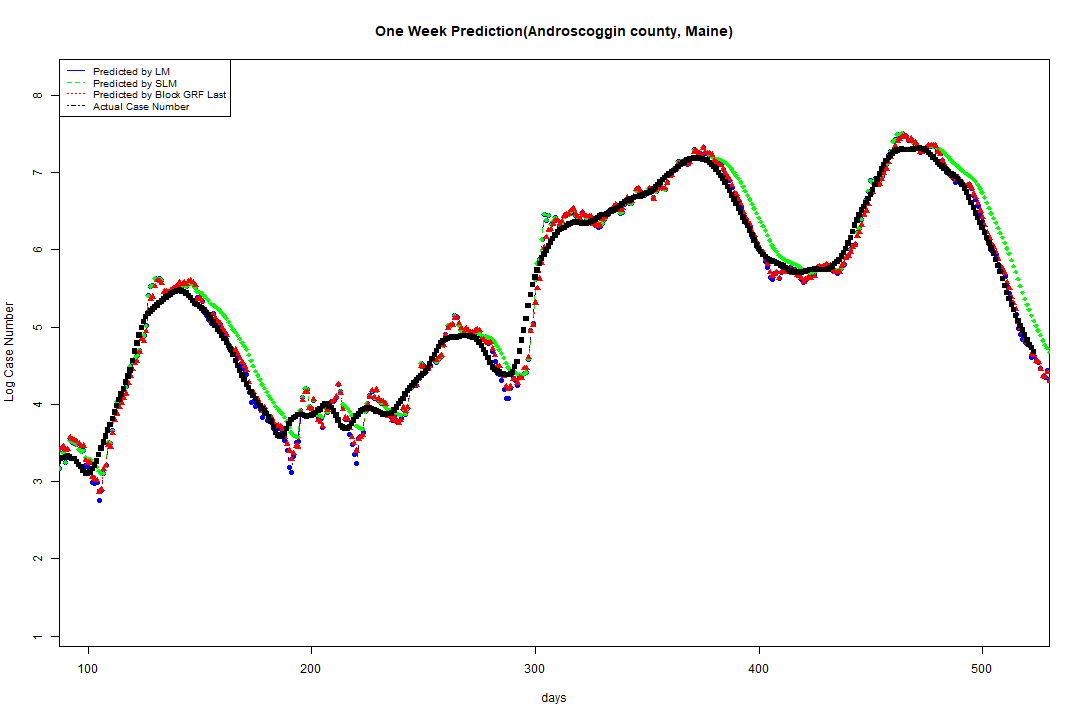 One Week Prediction(Androscoggin county, Maine)
Predicted by LM
Predicted by SLM
Predicted by Block GRF Last
Actual Case Number
8
7
6
5
4
3
2
1
Log Case Number
100 200 300 400 500
days